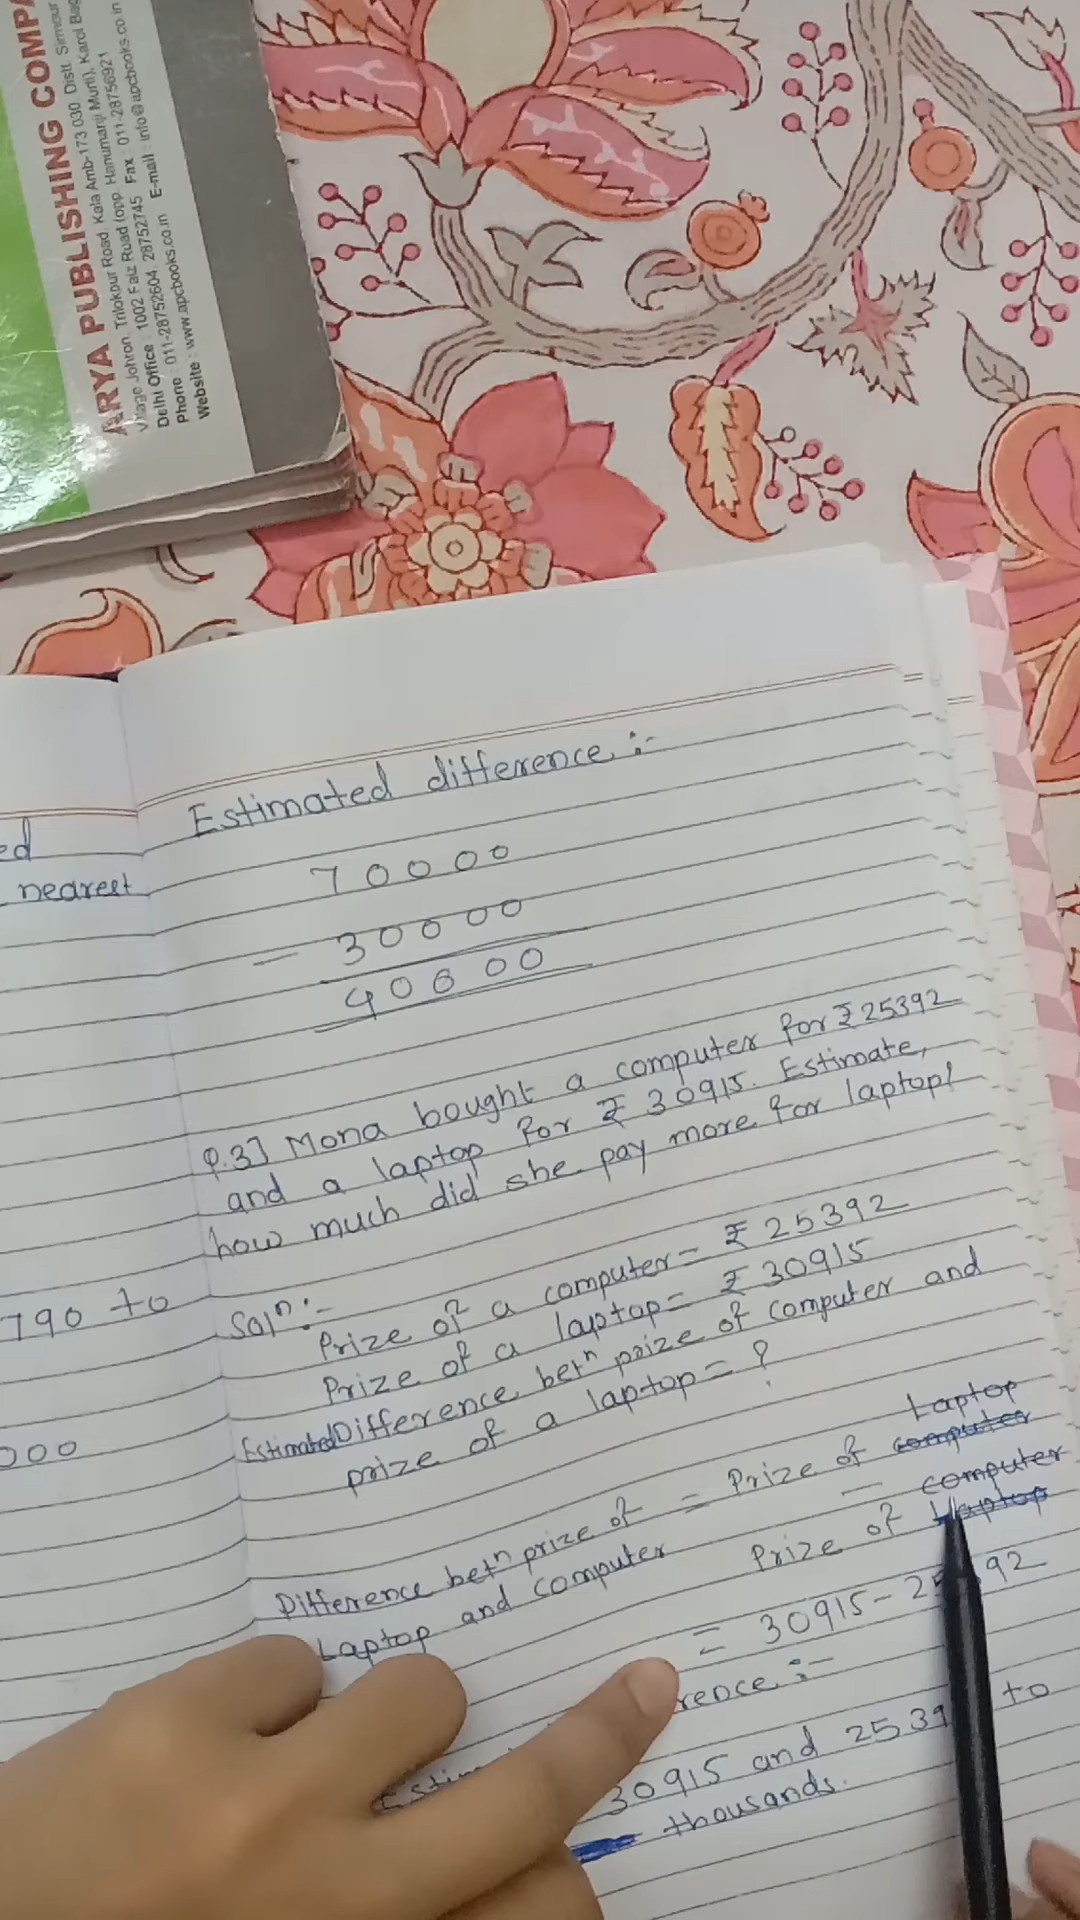 ARYA PUBLISHING COMPA
Village Johron, Trilokpur Road, Kala Amb-173 030 Distt. Sirmour
Delhi Office : 1002 Faiz Road (opp. Hanumanji Murti), Karol Bag
Phone : 011-28752604, 28752745 Fax : 011-28756921
Website : www.apcbooks.co.in E-mail : info@apcbooks.co.in
ed
nearest
790 to
000
Estimated difference :-
70000
- 30000
40000
Q.3] Mona bought a computer for ₹ 25392
and a laptop for ₹ 30915. Estimate,
how much did she pay more for laptop?
Solⁿ :-
Prize of a computer = ₹ 25392
Prize of a laptop = ₹ 30915
Estimated Difference betⁿ prize of computer and
prize of a laptop = ?
Laptop
Difference betⁿ prize of = Prize of computer
Laptop and computer
- computer
Prize of Laptop
= 30915 - 25 92
rence :-
30915 and 2539 to
thousands.